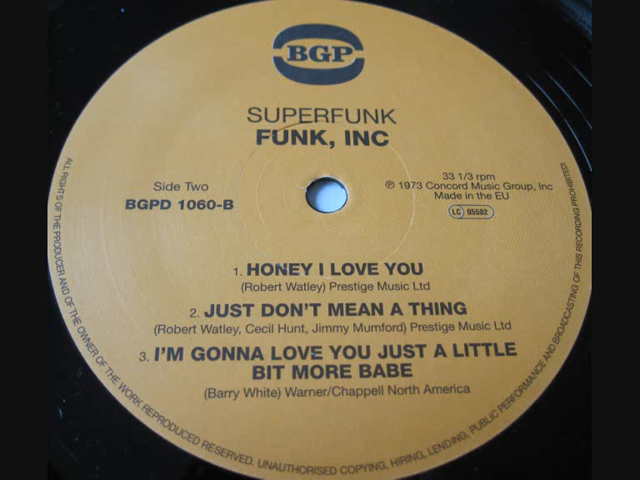 BGP
SUPERFUNK
FUNK, INC
Side Two
BGPD 1060-B
33 1/3 rpm
℗ 1973 Concord Music Group, Inc
Made in the EU
LC 05502
1. HONEY I LOVE YOU
(Robert Watley) Prestige Music Ltd
2. JUST DON'T MEAN A THING
(Robert Watley, Cecil Hunt, Jimmy Mumford) Prestige Music Ltd
3. I'M GONNA LOVE YOU JUST A LITTLE
BIT MORE BABE
(Barry White) Warner/Chappell North America
ALL RIGHTS OF THE PRODUCER AND OF THE OWNER OF THE WORK REPRODUCED RESERVED. UNAUTHORISED COPYING, HIRING, LENDING, PUBLIC PERFORMANCE AND BROADCASTING OF THIS RECORDING PROHIBITED!